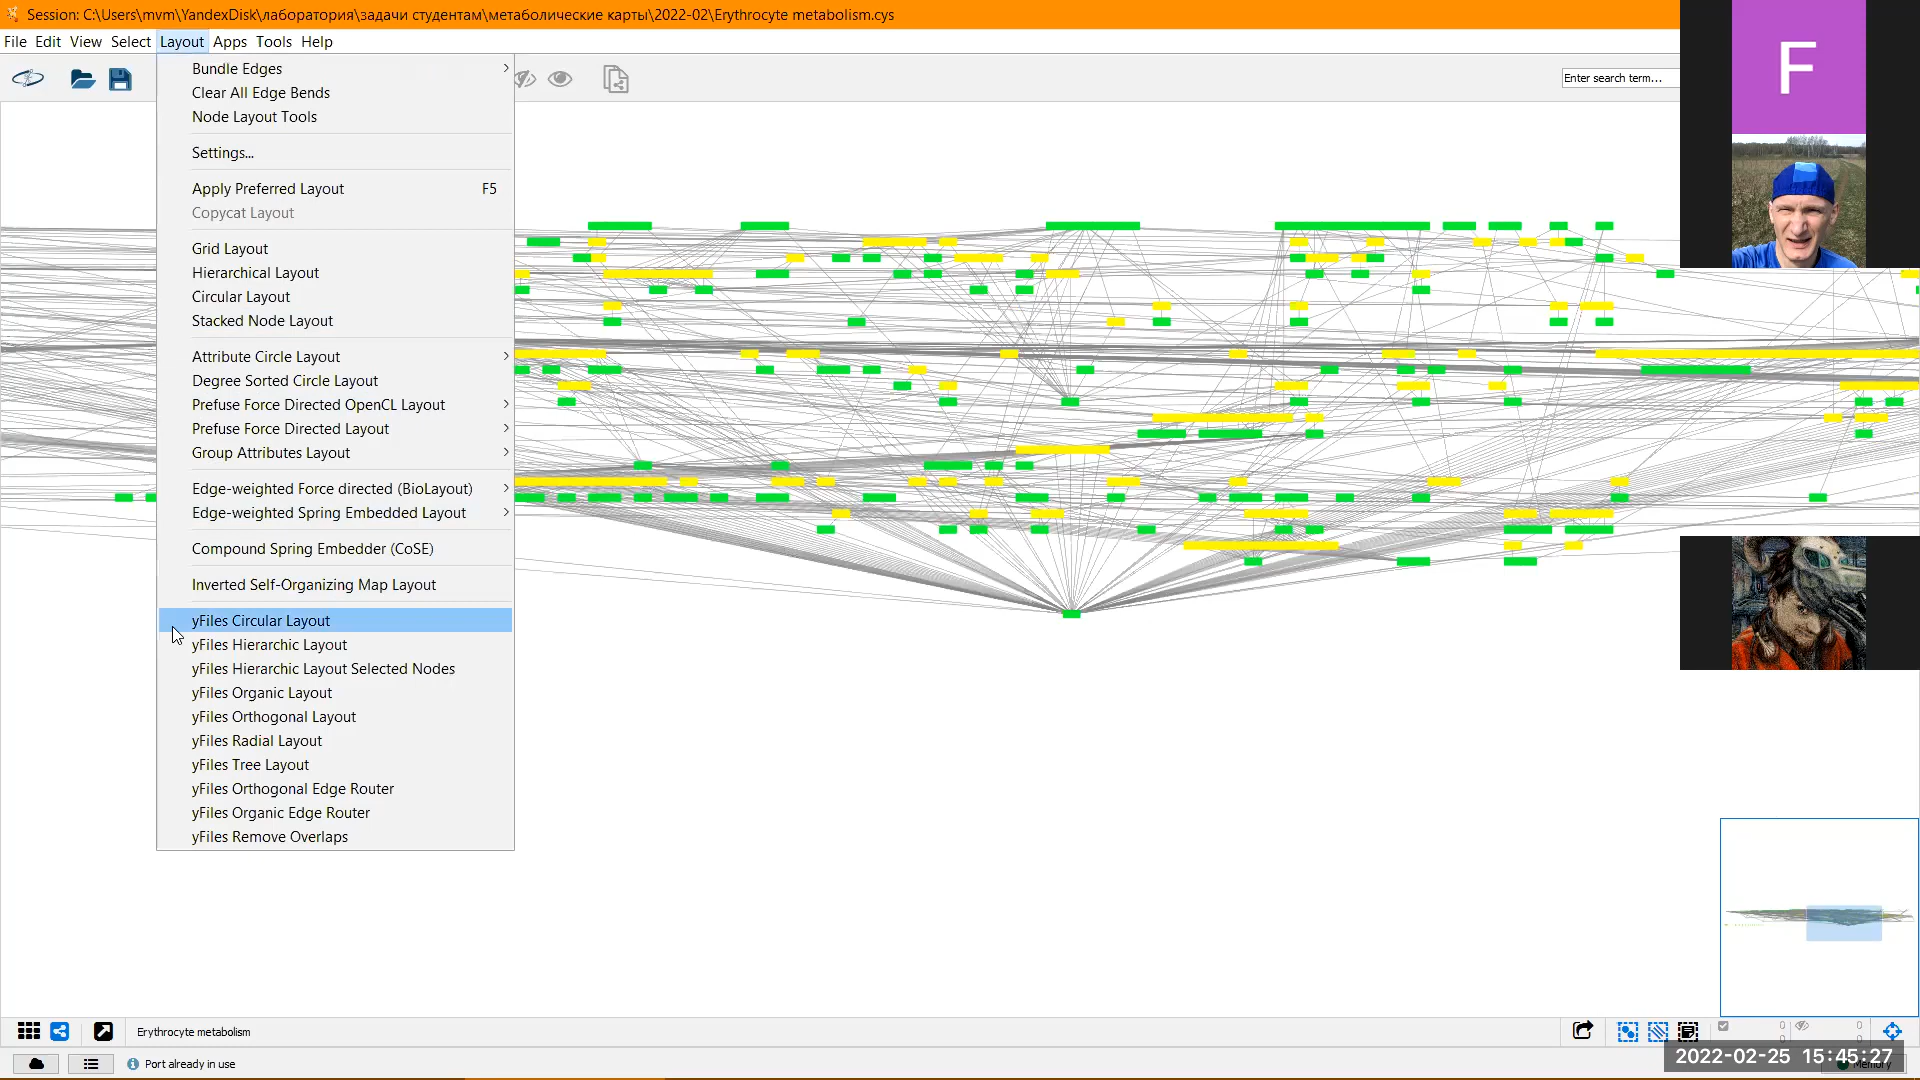 Session: C:\Users\mvm\YandexDisk\лаборатория\задачи студентам\метаболические карты\2022-02\Erythrocyte metabolism.cys
File Edit View Select Layout Apps Tools Help
Enter search term...
F
Bundle Edges
Clear All Edge Bends
Node Layout Tools
Settings...
Apply Preferred Layout F5
Copycat Layout
Grid Layout
Hierarchical Layout
Circular Layout
Stacked Node Layout
Attribute Circle Layout
Degree Sorted Circle Layout
Prefuse Force Directed OpenCL Layout
Prefuse Force Directed Layout
Group Attributes Layout
Edge-weighted Force directed (BioLayout)
Edge-weighted Spring Embedded Layout
Compound Spring Embedder (CoSE)
Inverted Self-Organizing Map Layout
yFiles Circular Layout
yFiles Hierarchic Layout
yFiles Hierarchic Layout Selected Nodes
yFiles Organic Layout
yFiles Orthogonal Layout
yFiles Radial Layout
yFiles Tree Layout
yFiles Orthogonal Edge Router
yFiles Organic Edge Router
yFiles Remove Overlaps
Erythrocyte metabolism
0 0
Port already in use
2022-02-25 15:45:27
Memory